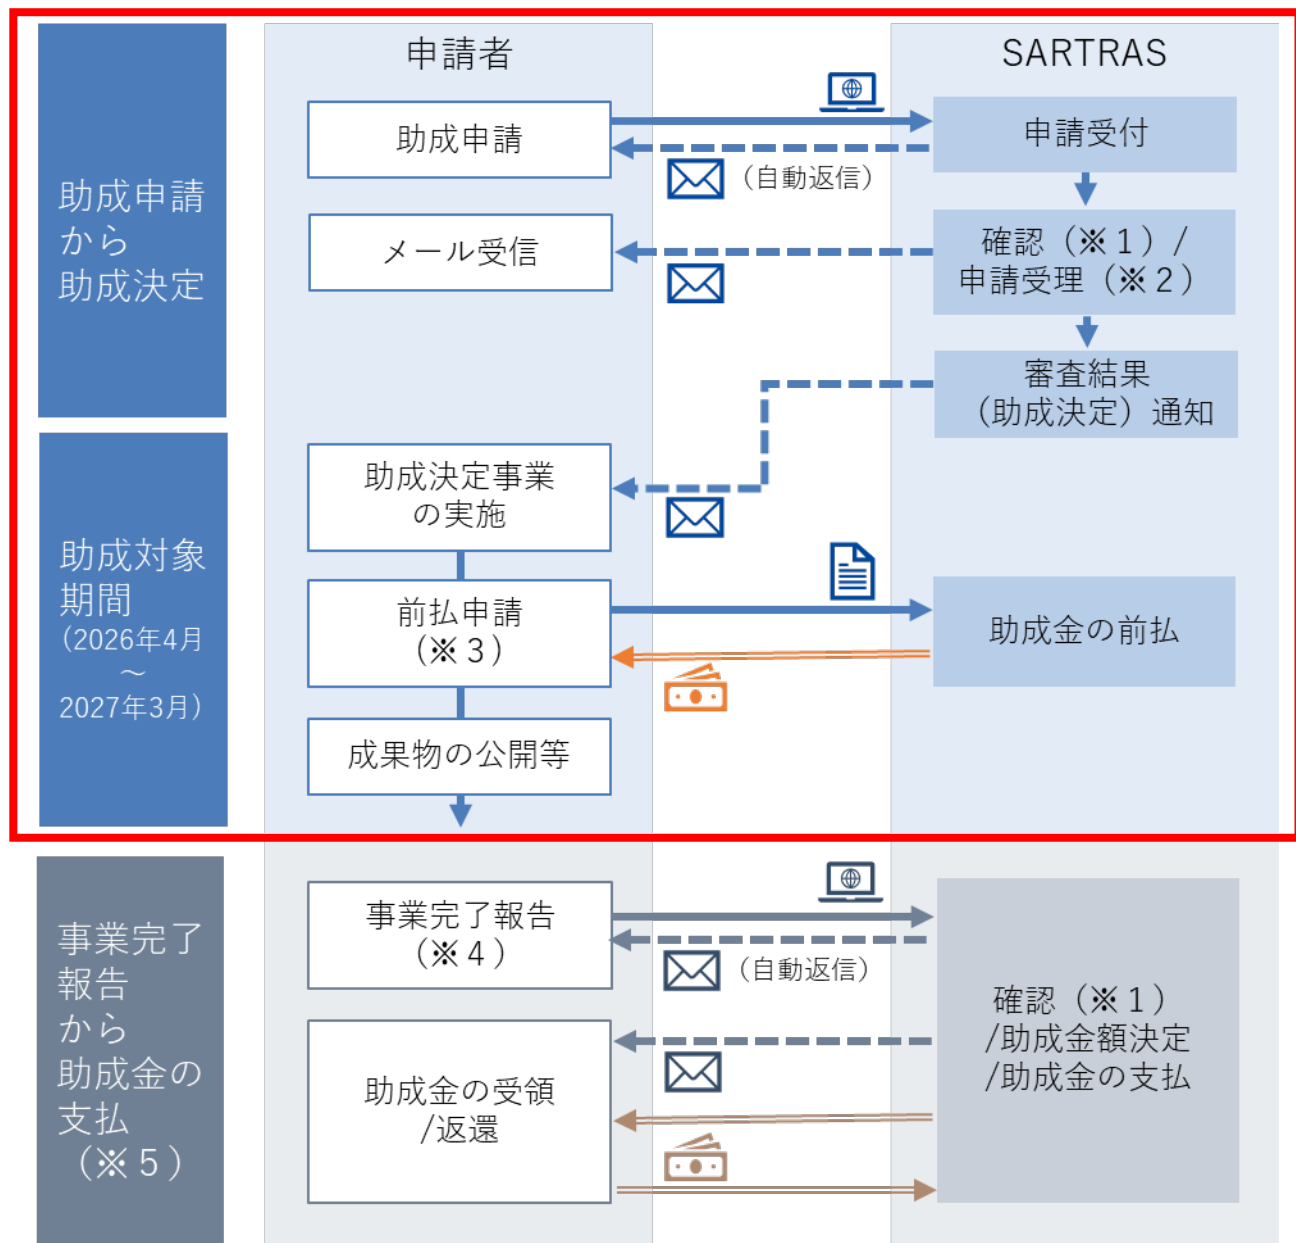 申請者
SARTRAS
助成申請
から
助成決定
助成申請
申請受付
（自動返信）
メール受信
確認（※１）/
申請受理（※２）
審査結果
（助成決定）通知
助成対象
期間
（2026年4月
～
2027年3月）
助成決定事業
の実施
前払申請
（※３）
助成金の前払
成果物の公開等
事業完了
報告
から
助成金の
支払
（※５）
事業完了報告
（※４）
（自動返信）
確認（※１）
/助成金額決定
/助成金の支払
助成金の受領
/返還